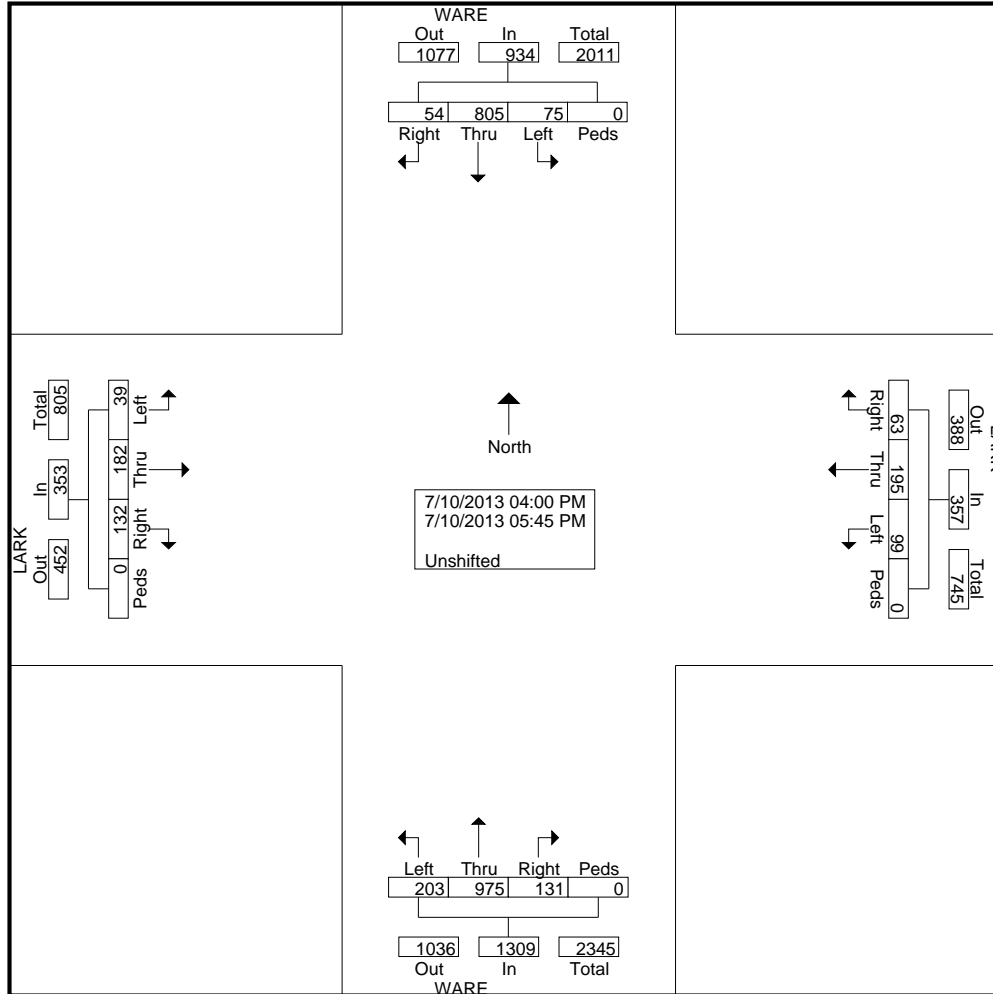 WARE
Out In Total
1077 934 2011
54 805 75 0
Right Thru Left Peds
Total In Out
805 353 452
LARK
39 182 132 0
Left Thru Right Peds
North
7/10/2013 04:00 PM
7/10/2013 05:45 PM
Unshifted
Right Thru Left Peds
63 195 99 0
Out In Total
388 357 745
Left Thru Right Peds
203 975 131 0
1036 1309 2345
Out In Total
WARE